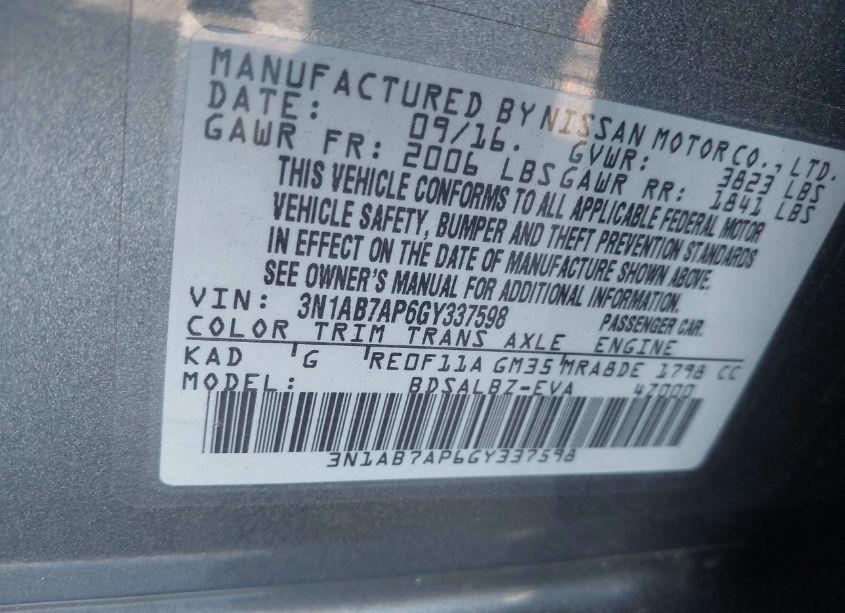 MANUFACTURED BY NISSAN MOTOR CO., LTD.
DATE: 09/16. GVWR: 3823 LBS
GAWR FR: 2006 LBS GAWR RR: 1841 LBS
THIS VEHICLE CONFORMS TO ALL APPLICABLE FEDERAL MOTOR
VEHICLE SAFETY, BUMPER AND THEFT PREVENTION STANDARDS
IN EFFECT ON THE DATE OF MANUFACTURE SHOWN ABOVE.
SEE OWNER'S MANUAL FOR ADDITIONAL INFORMATION.
VIN: 3N1AB7AP6GY337598 PASSENGER CAR.
COLOR TRIM TRANS AXLE ENGINE
KAD G RE0F11A GM35 MRA8DE 1798 CC
MODEL: BDSALBZ-EVA 4Z000
3N1AB7AP6GY337598